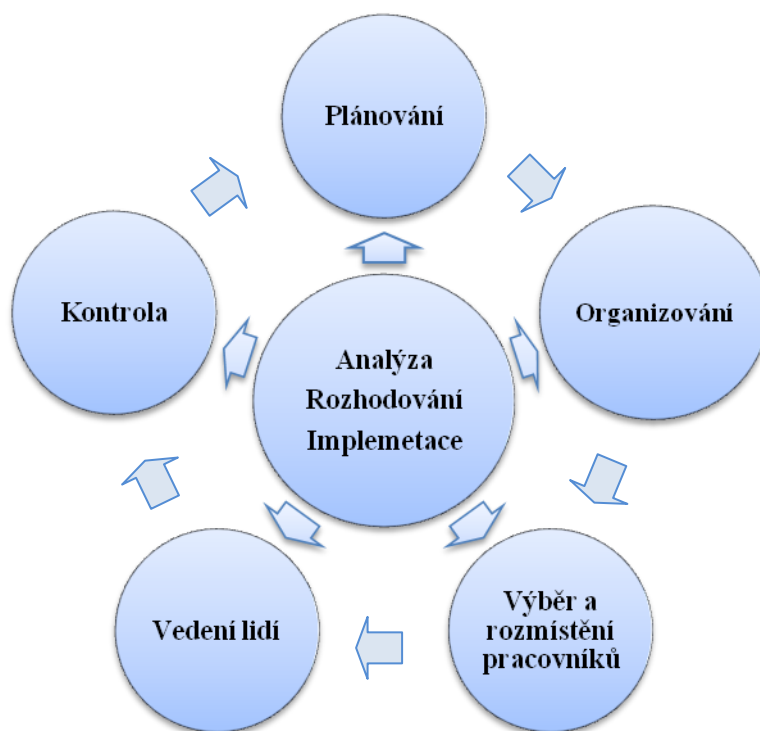 Plánování
Organizování
Výběr a
rozmístění
pracovníků
Vedení lidí
Kontrola
Analýza
Rozhodování
Implemetace